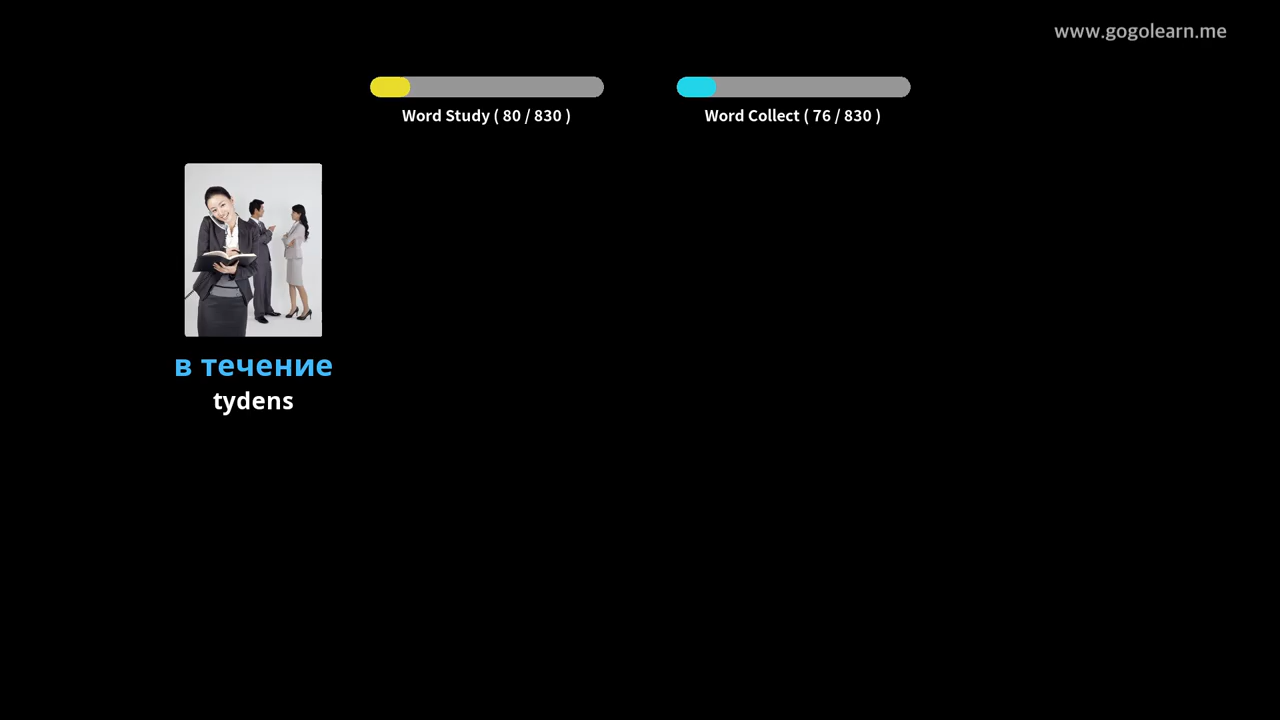 www.gogolearn.me
Word Study ( 80 / 830 )
Word Collect ( 76 / 830 )
в течение
tydens